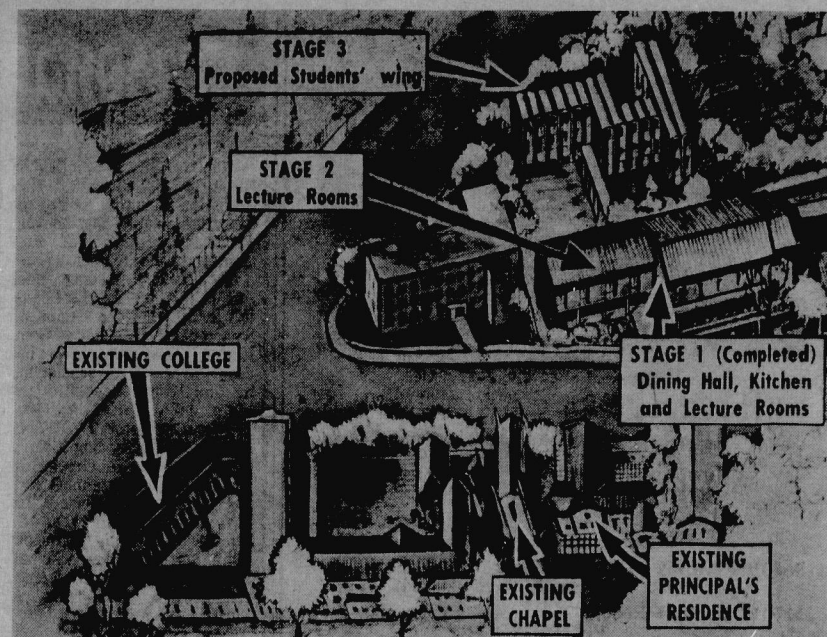 STAGE 3
Proposed Students' wing
STAGE 2
Lecture Rooms
EXISTING COLLEGE
STAGE 1 (Completed)
Dining Hall, Kitchen
and Lecture Rooms
EXISTING
CHAPEL
EXISTING
PRINCIPAL'S
RESIDENCE